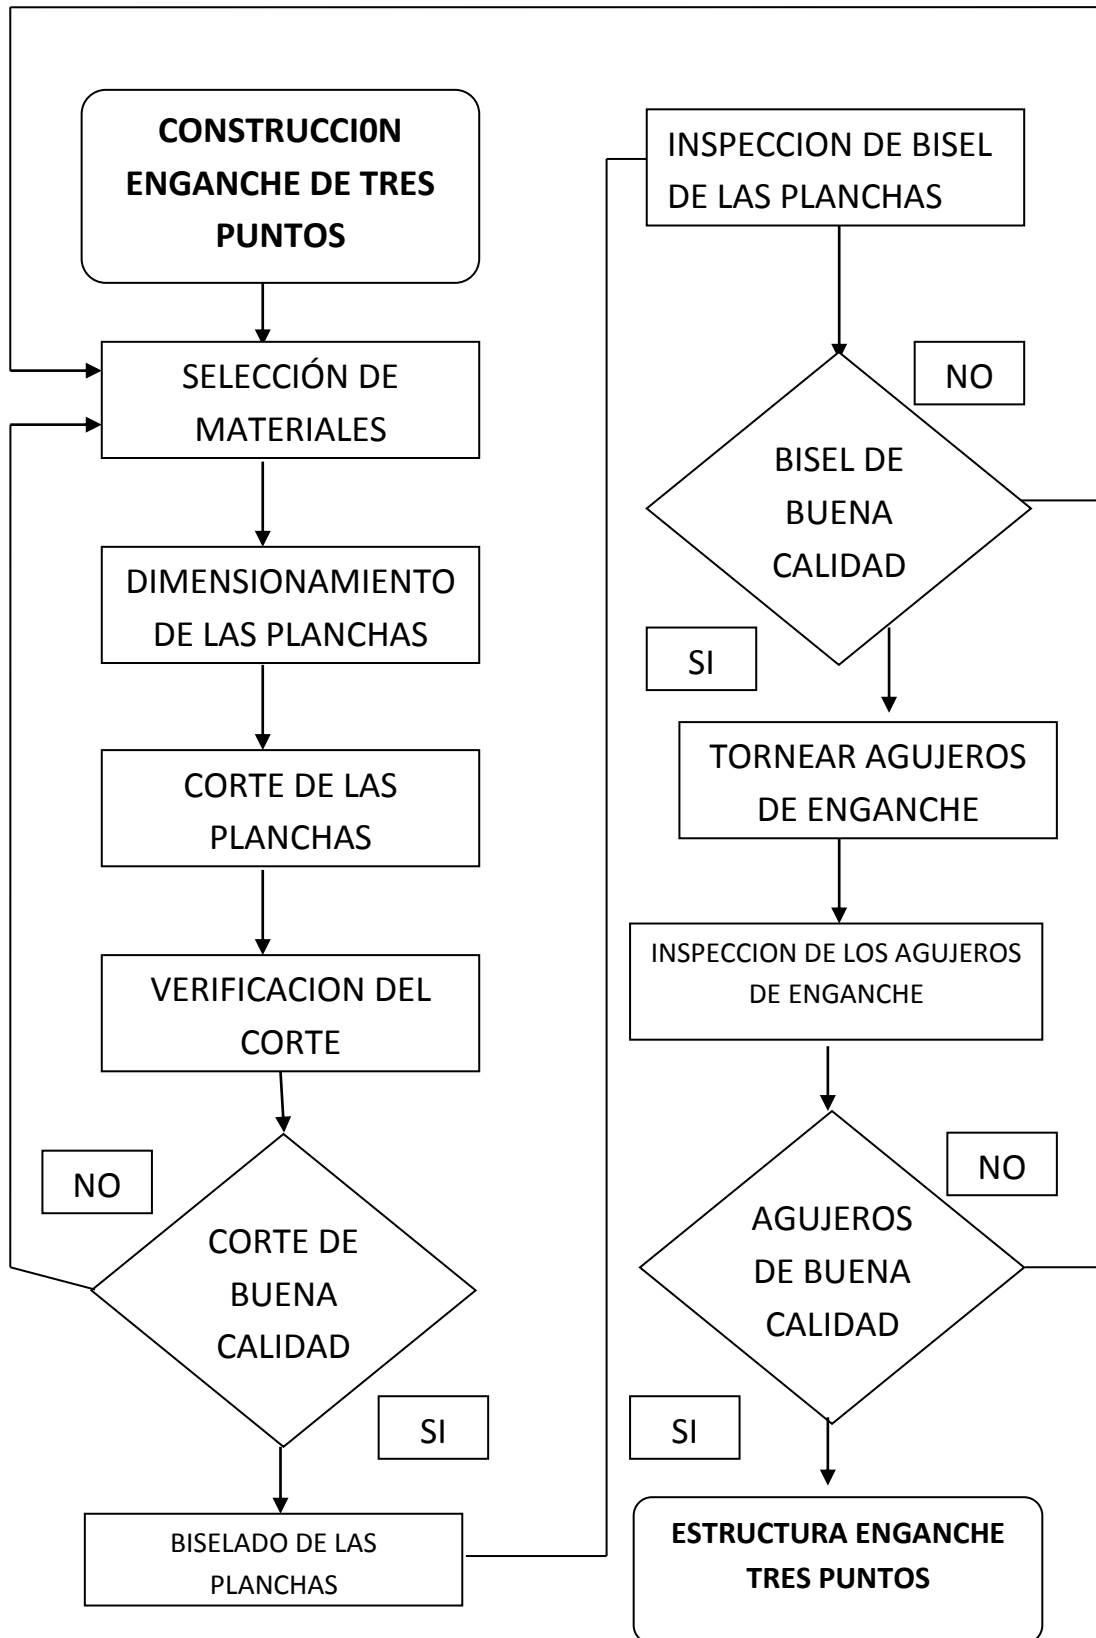 CONSTRUCCI0N
ENGANCHE DE TRES
PUNTOS
SELECCIÓN DE
MATERIALES
DIMENSIONAMIENTO
DE LAS PLANCHAS
CORTE DE LAS
PLANCHAS
VERIFICACION DEL
CORTE
NO
CORTE DE
BUENA
CALIDAD
SI
BISELADO DE LAS
PLANCHAS
INSPECCION DE BISEL
DE LAS PLANCHAS
NO
BISEL DE
BUENA
CALIDAD
SI
TORNEAR AGUJEROS
DE ENGANCHE
INSPECCION DE LOS AGUJEROS
DE ENGANCHE
NO
AGUJEROS
DE BUENA
CALIDAD
SI
ESTRUCTURA ENGANCHE
TRES PUNTOS